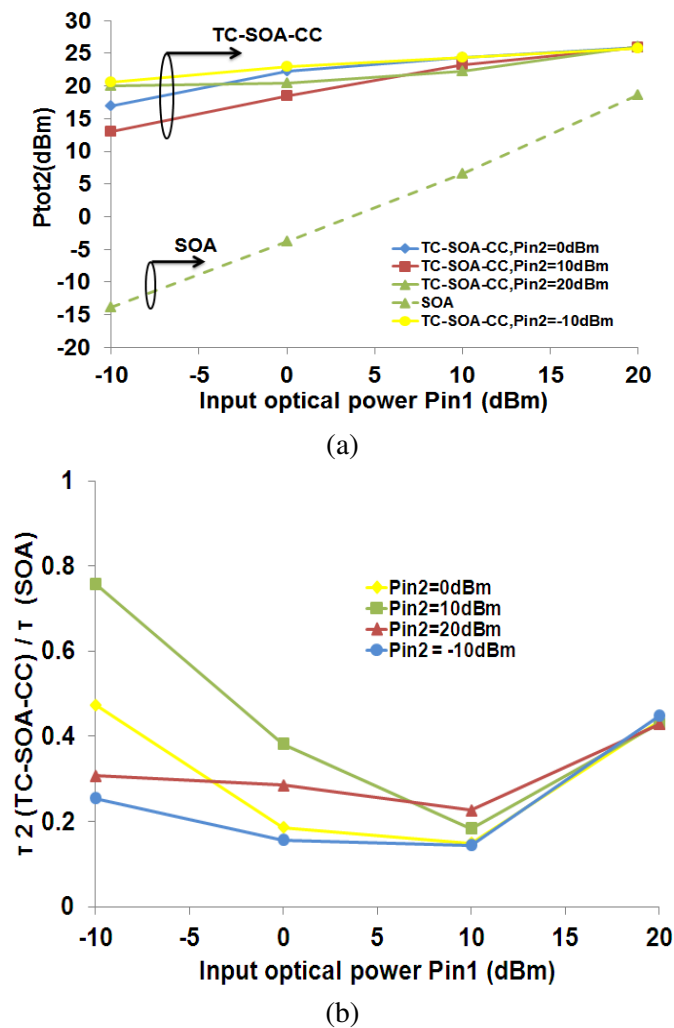 30
25
20
15
10
5
0
-5
-10
-15
-20
Ptot2(dBm)
TC-SOA-CC
SOA
TC-SOA-CC,Pin2=0dBm
TC-SOA-CC,Pin2=10dBm
TC-SOA-CC,Pin2=20dBm
SOA
TC-SOA-CC,Pin2=-10dBm
-10 -5 0 5 10 15 20
Input optical power Pin1 (dBm)
(a)
1
0.8
0.6
0.4
0.2
0
τ2 (TC-SOA-CC) / τ (SOA)
Pin2=0dBm
Pin2=10dBm
Pin2=20dBm
Pin2 = -10dBm
-10 -5 0 5 10 15 20
Input optical power Pin1 (dBm)
(b)